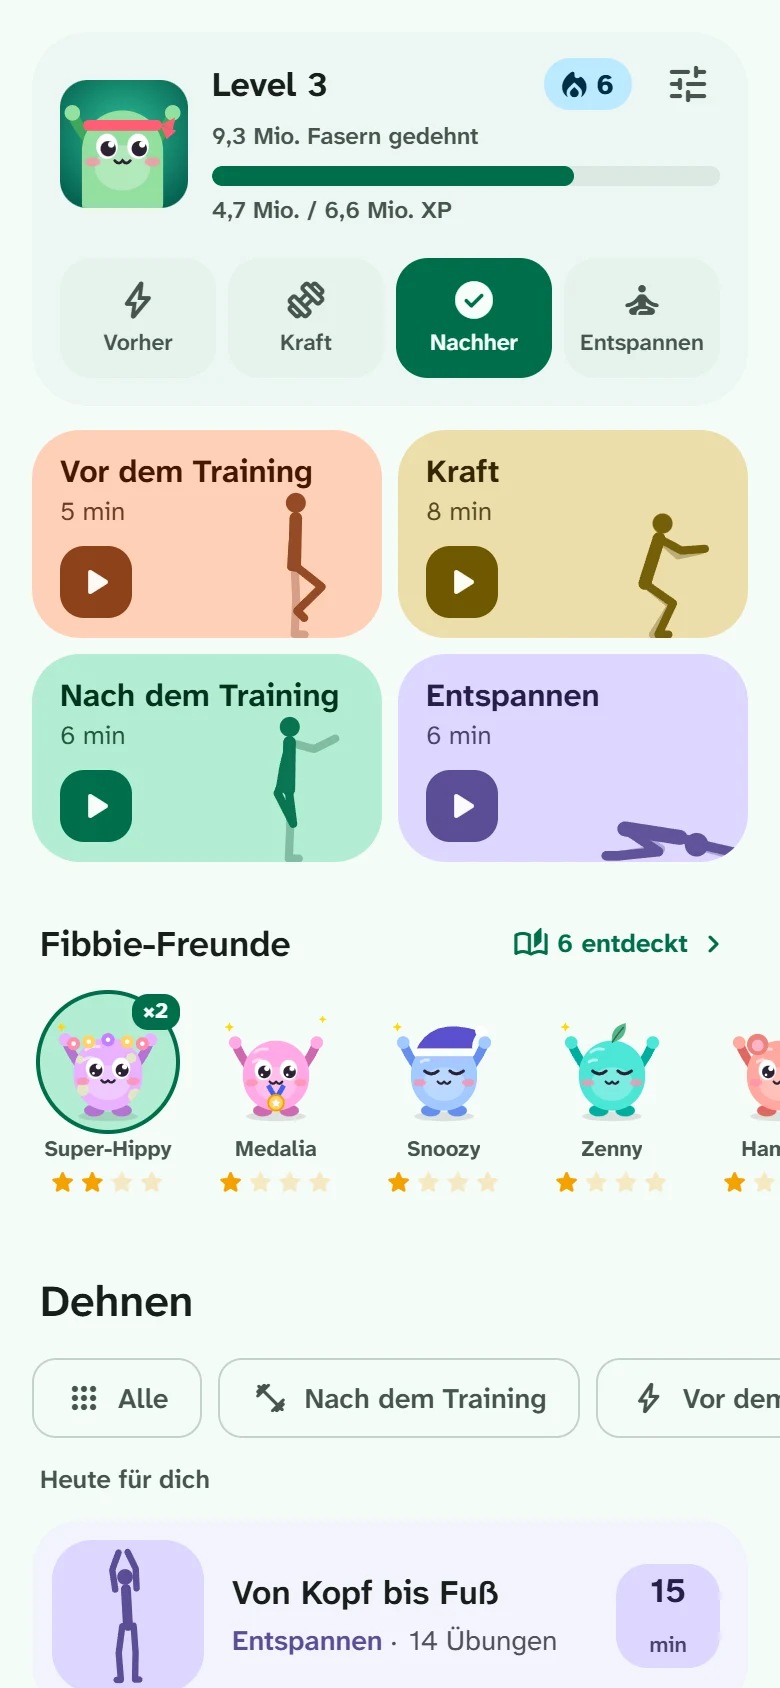 Level 3
6
9,3 Mio. Fasern gedehnt
4,7 Mio. / 6,6 Mio. XP
Vorher
Kraft
Nachher
Entspannen
Vor dem Training
5 min
Kraft
8 min
Nach dem Training
6 min
Entspannen
6 min
Fibbie-Freunde
6 entdeckt
×2
Super-Hippy
Medalia
Snoozy
Zenny
Han
Dehnen
Alle
Nach dem Training
Vor dem
Heute für dich
Von Kopf bis Fuß
Entspannen · 14 Übungen
15
min